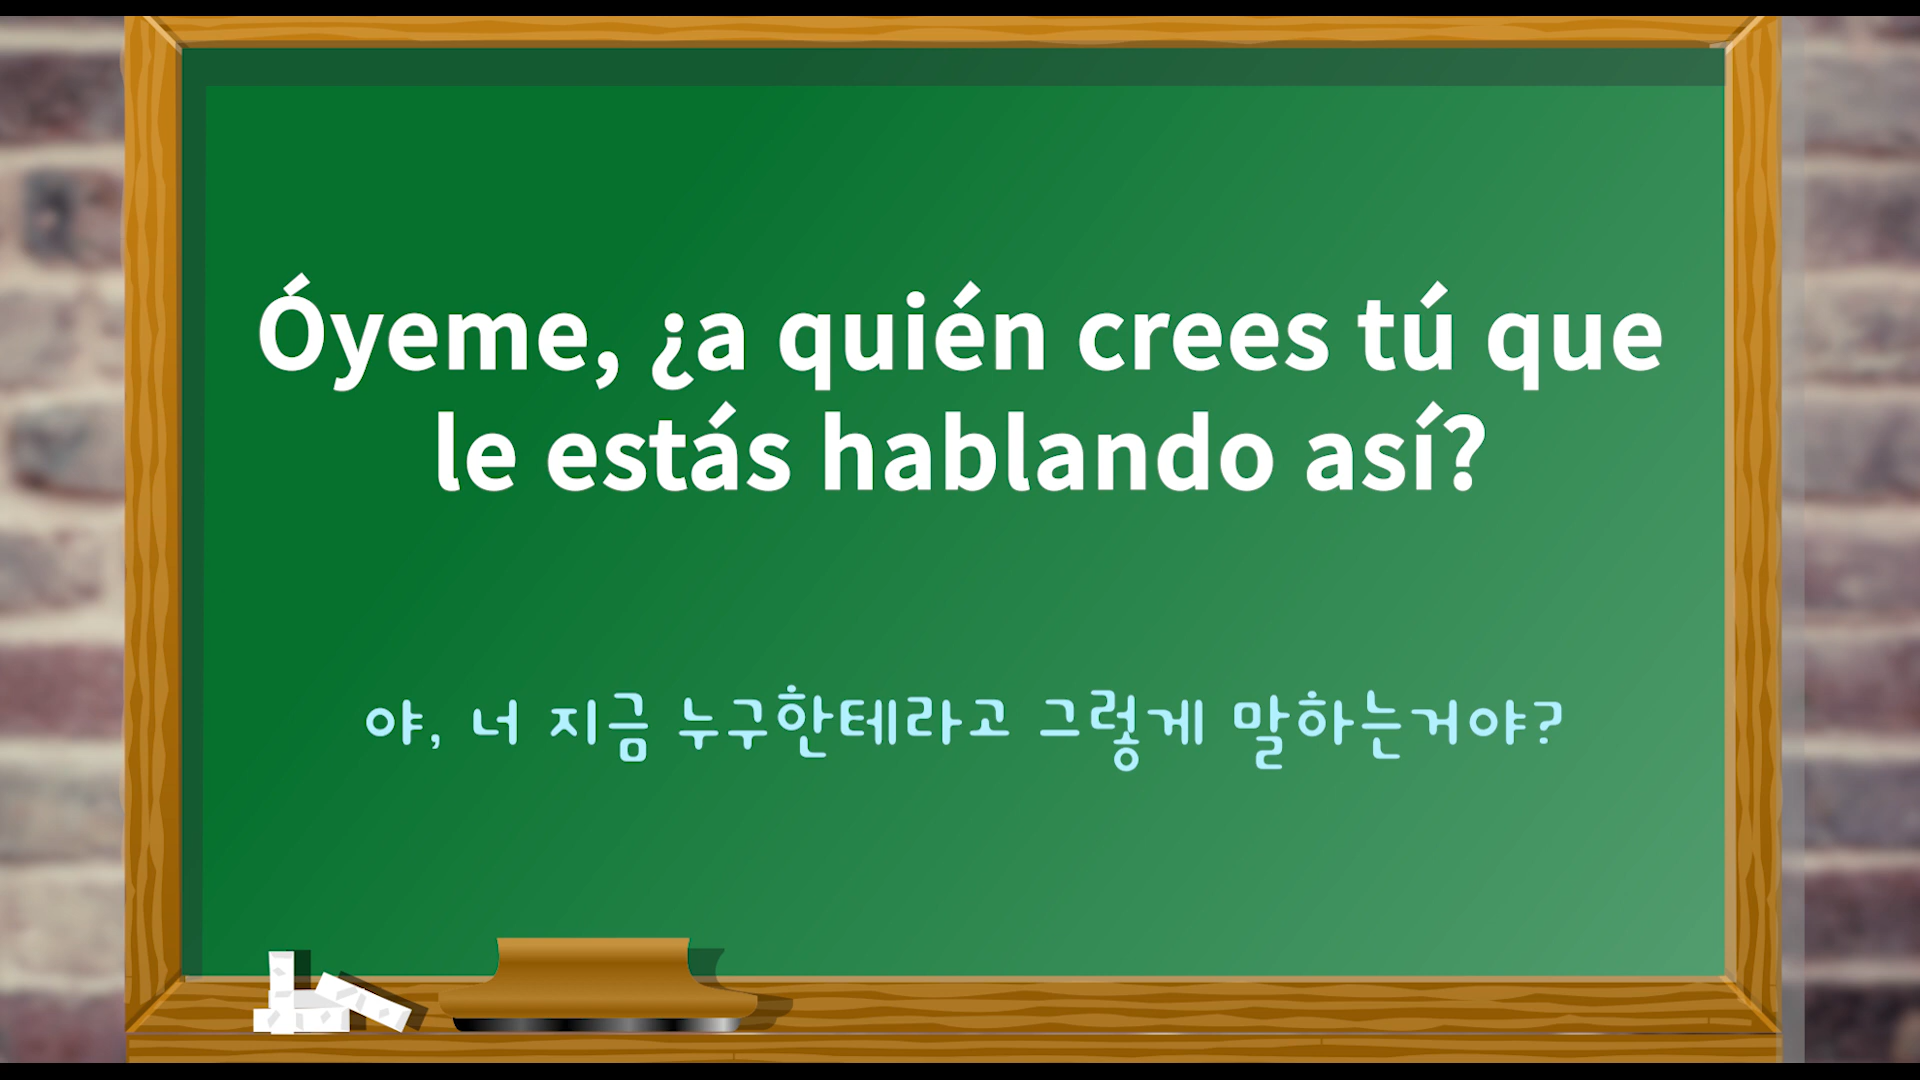 Óyeme, ¿a quién crees tú que
le estás hablando así?
야, 너 지금 누구한테라고 그렇게 말하는거야?